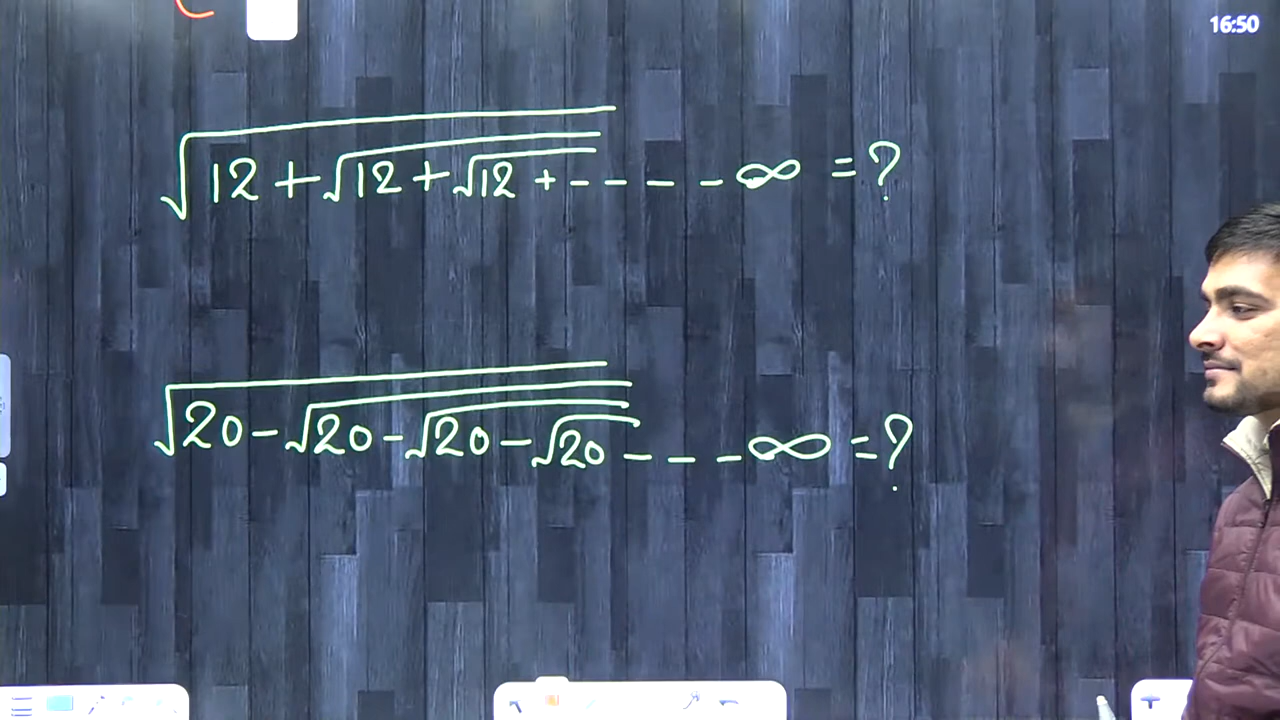 16:50
√12 + √12 + √12 + - - - - ∞ = ?
√20 - √20 - √20 - √20 - - - ∞ = ?